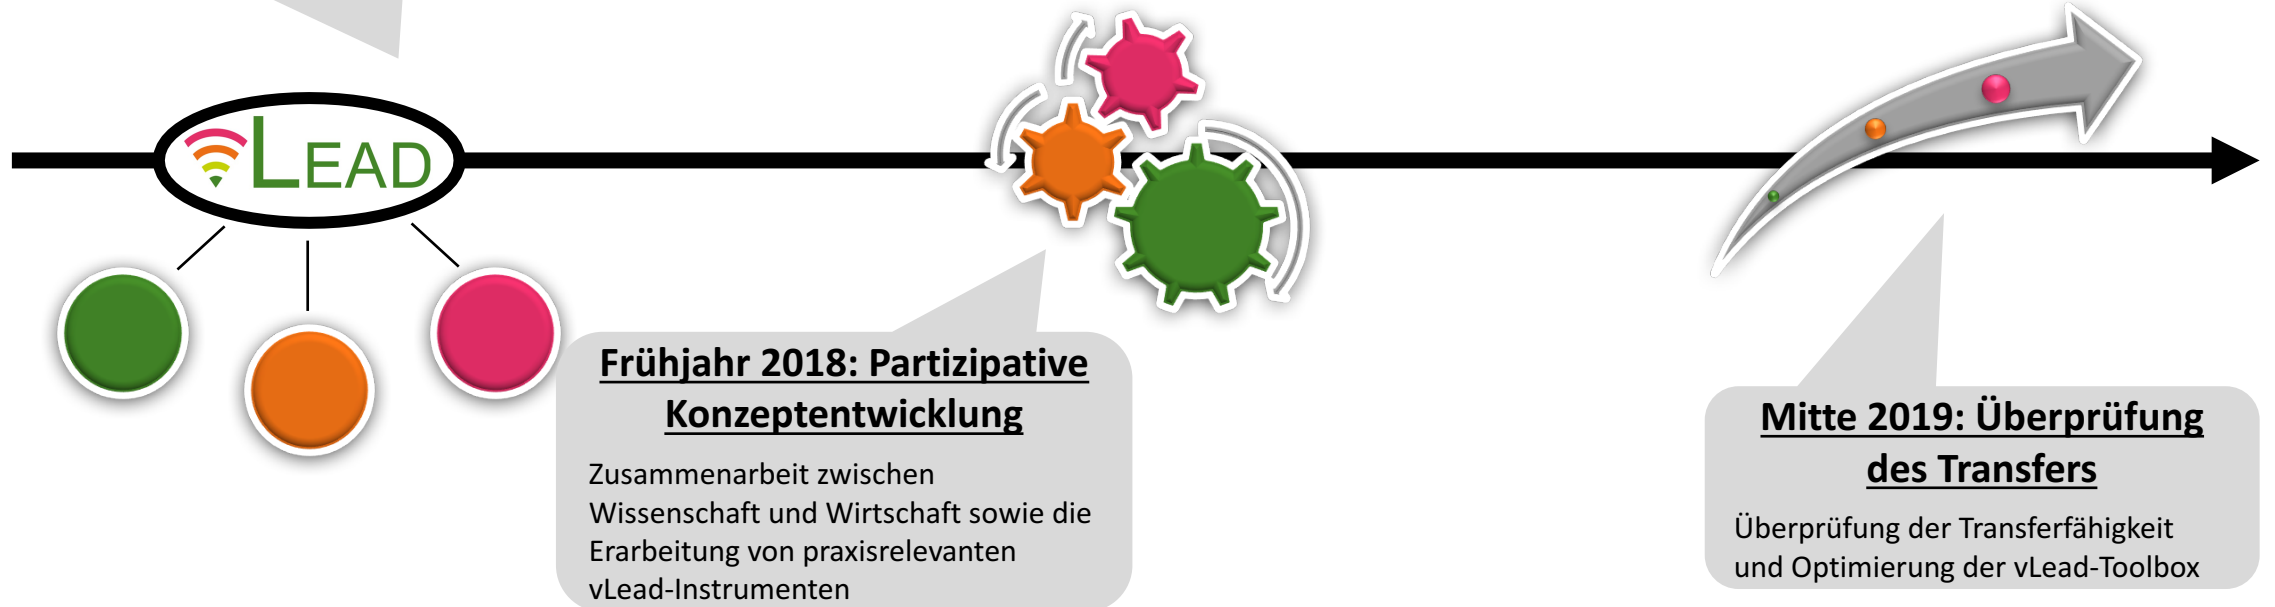 LEAD
Frühjahr 2018: Partizipative
Konzeptentwicklung
Zusammenarbeit zwischen
Wissenschaft und Wirtschaft sowie die
Erarbeitung von praxisrelevanten
vLead-Instrumenten
Mitte 2019: Überprüfung
des Transfers
Überprüfung der Transferfähigkeit
und Optimierung der vLead-Toolbox